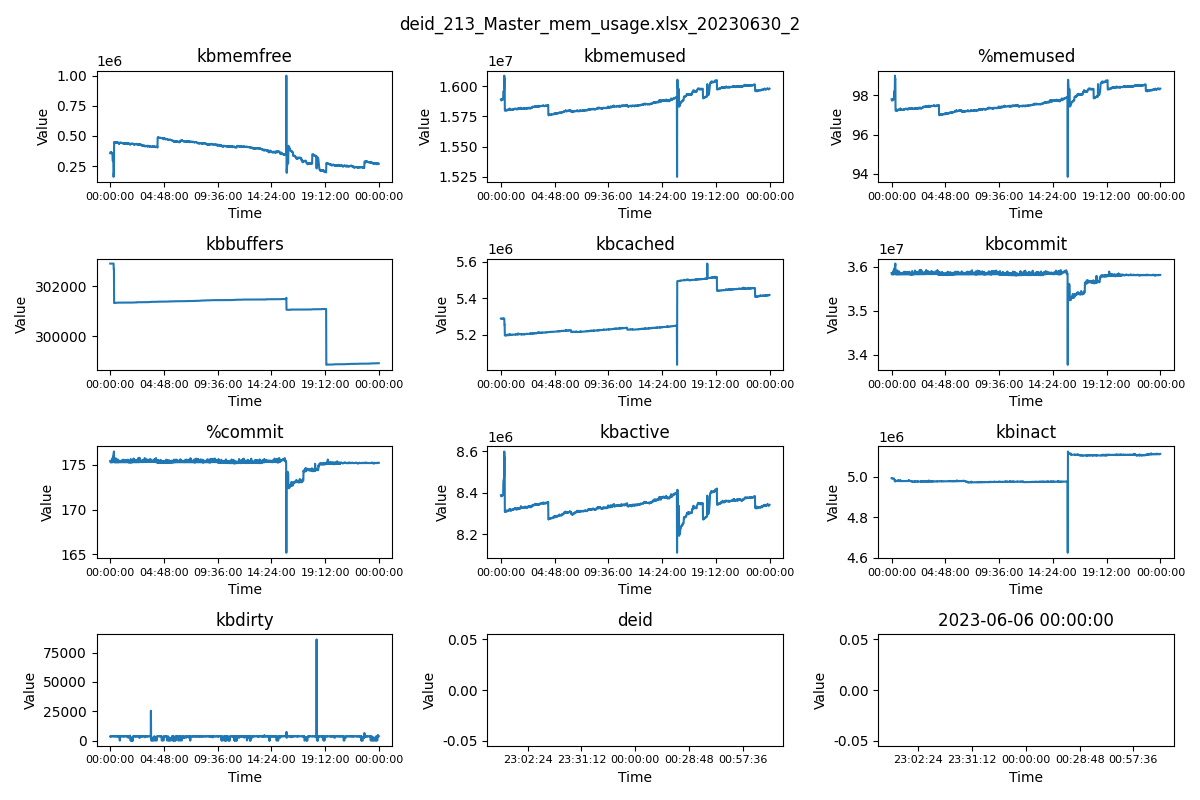 deid_213_Master_mem_usage.xlsx_20230630_2
kbmemfree
kbmemused
%memused
1e6
1e7
1.00
0.75
0.50
0.25
Value
1.600
1.575
1.550
1.525
Value
98
96
94
Value
00:00:00 04:48:00 09:36:00 14:24:00 19:12:00 00:00:00
00:00:00 04:48:00 09:36:00 14:24:00 19:12:00 00:00:00
00:00:00 04:48:00 09:36:00 14:24:00 19:12:00 00:00:00
Time
Time
Time
kbbuffers
kbcached
kbcommit
1e6
1e7
302000
300000
Value
5.6
5.4
5.2
Value
3.6
3.5
3.4
Value
00:00:00 04:48:00 09:36:00 14:24:00 19:12:00 00:00:00
00:00:00 04:48:00 09:36:00 14:24:00 19:12:00 00:00:00
00:00:00 04:48:00 09:36:00 14:24:00 19:12:00 00:00:00
Time
Time
Time
%commit
kbactive
kbinact
1e6
1e6
175
170
165
Value
8.6
8.4
8.2
Value
5.0
4.8
4.6
Value
00:00:00 04:48:00 09:36:00 14:24:00 19:12:00 00:00:00
00:00:00 04:48:00 09:36:00 14:24:00 19:12:00 00:00:00
00:00:00 04:48:00 09:36:00 14:24:00 19:12:00 00:00:00
Time
Time
Time
kbdirty
deid
2023-06-06 00:00:00
75000
50000
25000
0
Value
0.05
0.00
-0.05
Value
0.05
0.00
-0.05
Value
00:00:00 04:48:00 09:36:00 14:24:00 19:12:00 00:00:00
23:02:24 23:31:12 00:00:00 00:28:48 00:57:36
23:02:24 23:31:12 00:00:00 00:28:48 00:57:36
Time
Time
Time